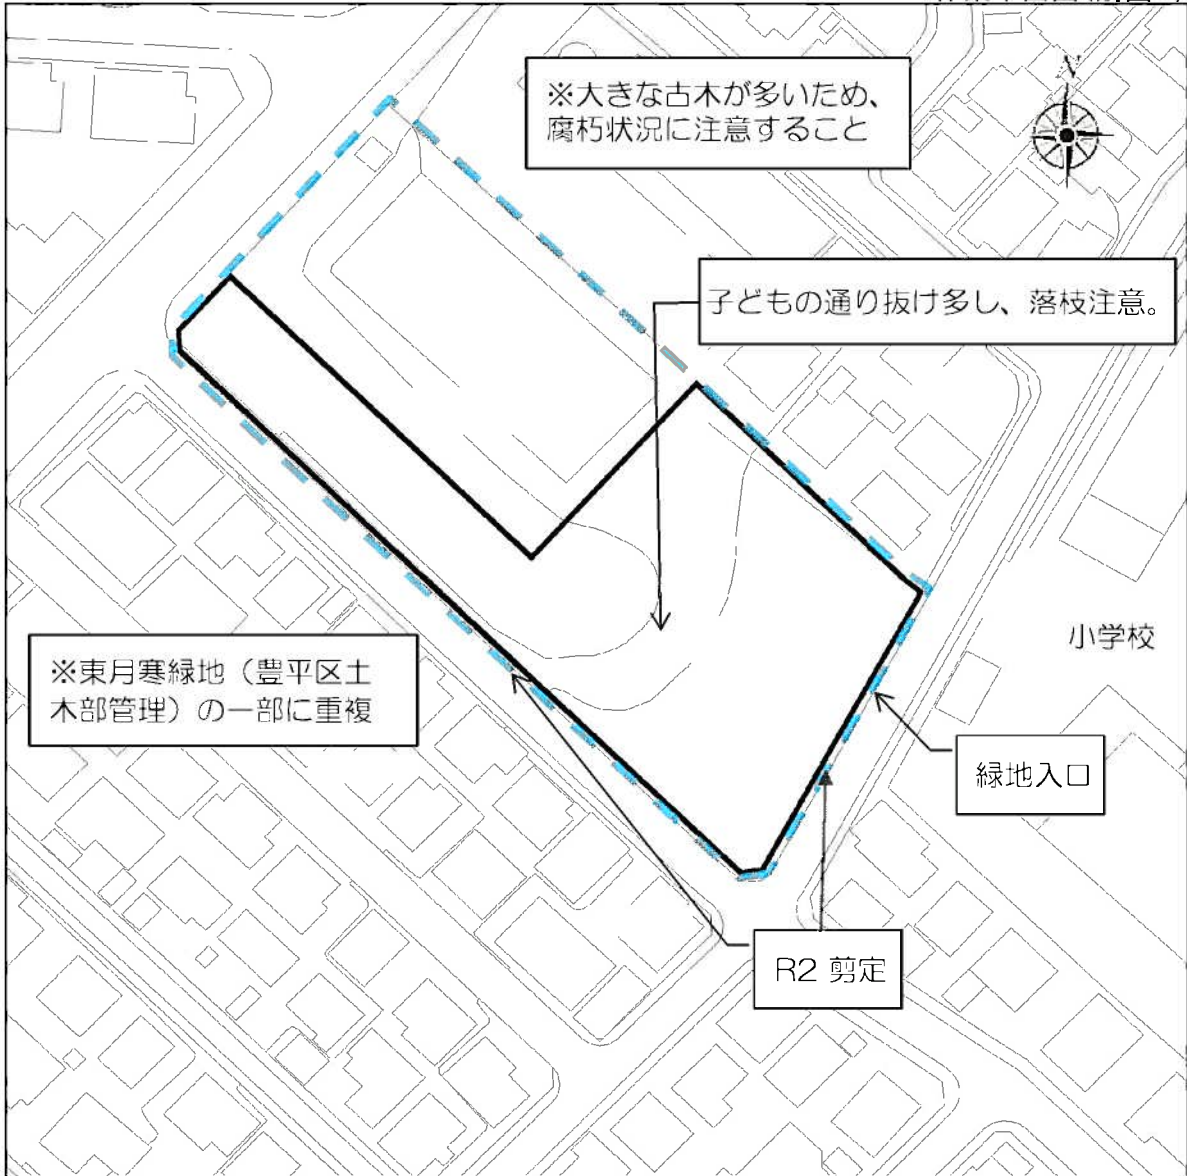 ※大きな古木が多いため、
腐朽状況に注意すること
N
子どもの通り抜け多し、落枝注意。
小学校
※東月寒緑地（豊平区土
木部管理）の一部に重複
緑地入口
R2 剪定